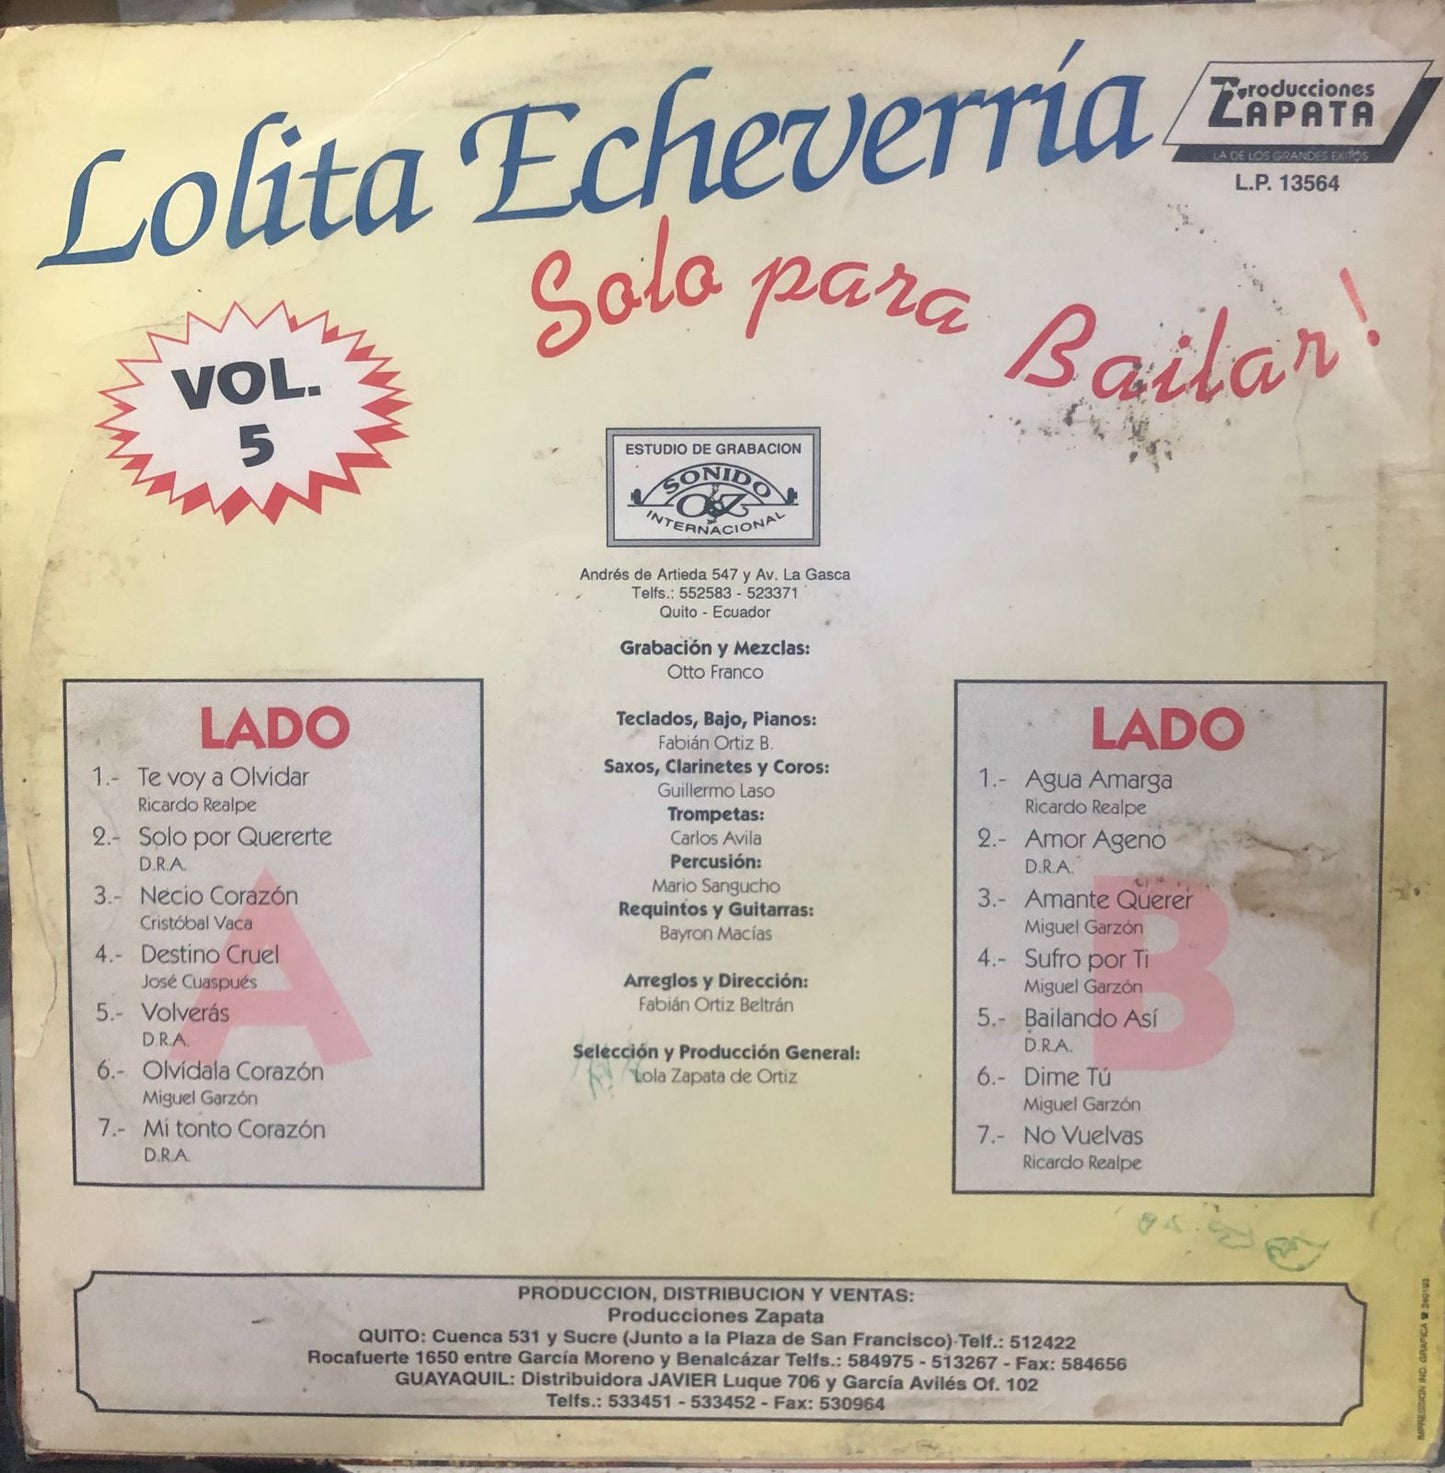 Lolita Echeverría
Producciones
ZAPATA
LA DE LOS GRANDES EXITOS
L.P. 13564
Solo para Bailar!
VOL.
5
ESTUDIO DE GRABACION
SONIDO
INTERNACIONAL
Andrés de Artieda 547 y Av. La Gasca
Telfs.: 552583 - 523371
Quito - Ecuador
Grabación y Mezclas:
Otto Franco
Teclados, Bajo, Pianos:
Fabián Ortiz B.
Saxos, Clarinetes y Coros:
Guillermo Laso
Trompetas:
Carlos Avila
Percusión:
Mario Sangucho
Requintos y Guitarras:
Bayron Macías
Arreglos y Dirección:
Fabián Ortiz Beltrán
Selección y Producción General:
Lola Zapata de Ortiz
LADO
A
1.- Te voy a Olvidar
Ricardo Realpe
2.- Solo por Quererte
D.R.A.
3.- Necio Corazón
Cristóbal Vaca
4.- Destino Cruel
José Cuaspués
5.- Volverás
D.R.A.
6.- Olvídala Corazón
Miguel Garzón
7.- Mi tonto Corazón
D.R.A.
LADO
B
1.- Agua Amarga
Ricardo Realpe
2.- Amor Ageno
D.R.A.
3.- Amante Querer
Miguel Garzón
4.- Sufro por Ti
Miguel Garzón
5.- Bailando Así
D.R.A.
6.- Dime Tú
Miguel Garzón
7.- No Vuelvas
Ricardo Realpe
PRODUCCION, DISTRIBUCION Y VENTAS:
Producciones Zapata
QUITO: Cuenca 531 y Sucre (Junto a la Plaza de San Francisco) Telf.: 512422
Rocafuerte 1650 entre García Moreno y Benalcázar Telfs.: 584975 - 513267 - Fax: 584656
GUAYAQUIL: Distribuidora JAVIER Luque 706 y García Avilés Of. 102
Telfs.: 533451 - 533452 - Fax: 530964
IMPRESION IND. GRAFICA ☎ 240193